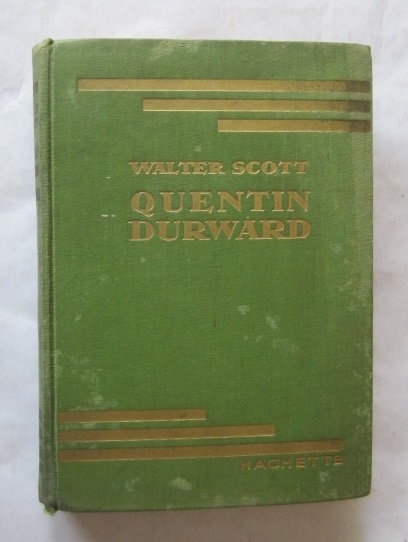 WALTER SCOTT
QUENTIN
DURWARD
HACHETTE